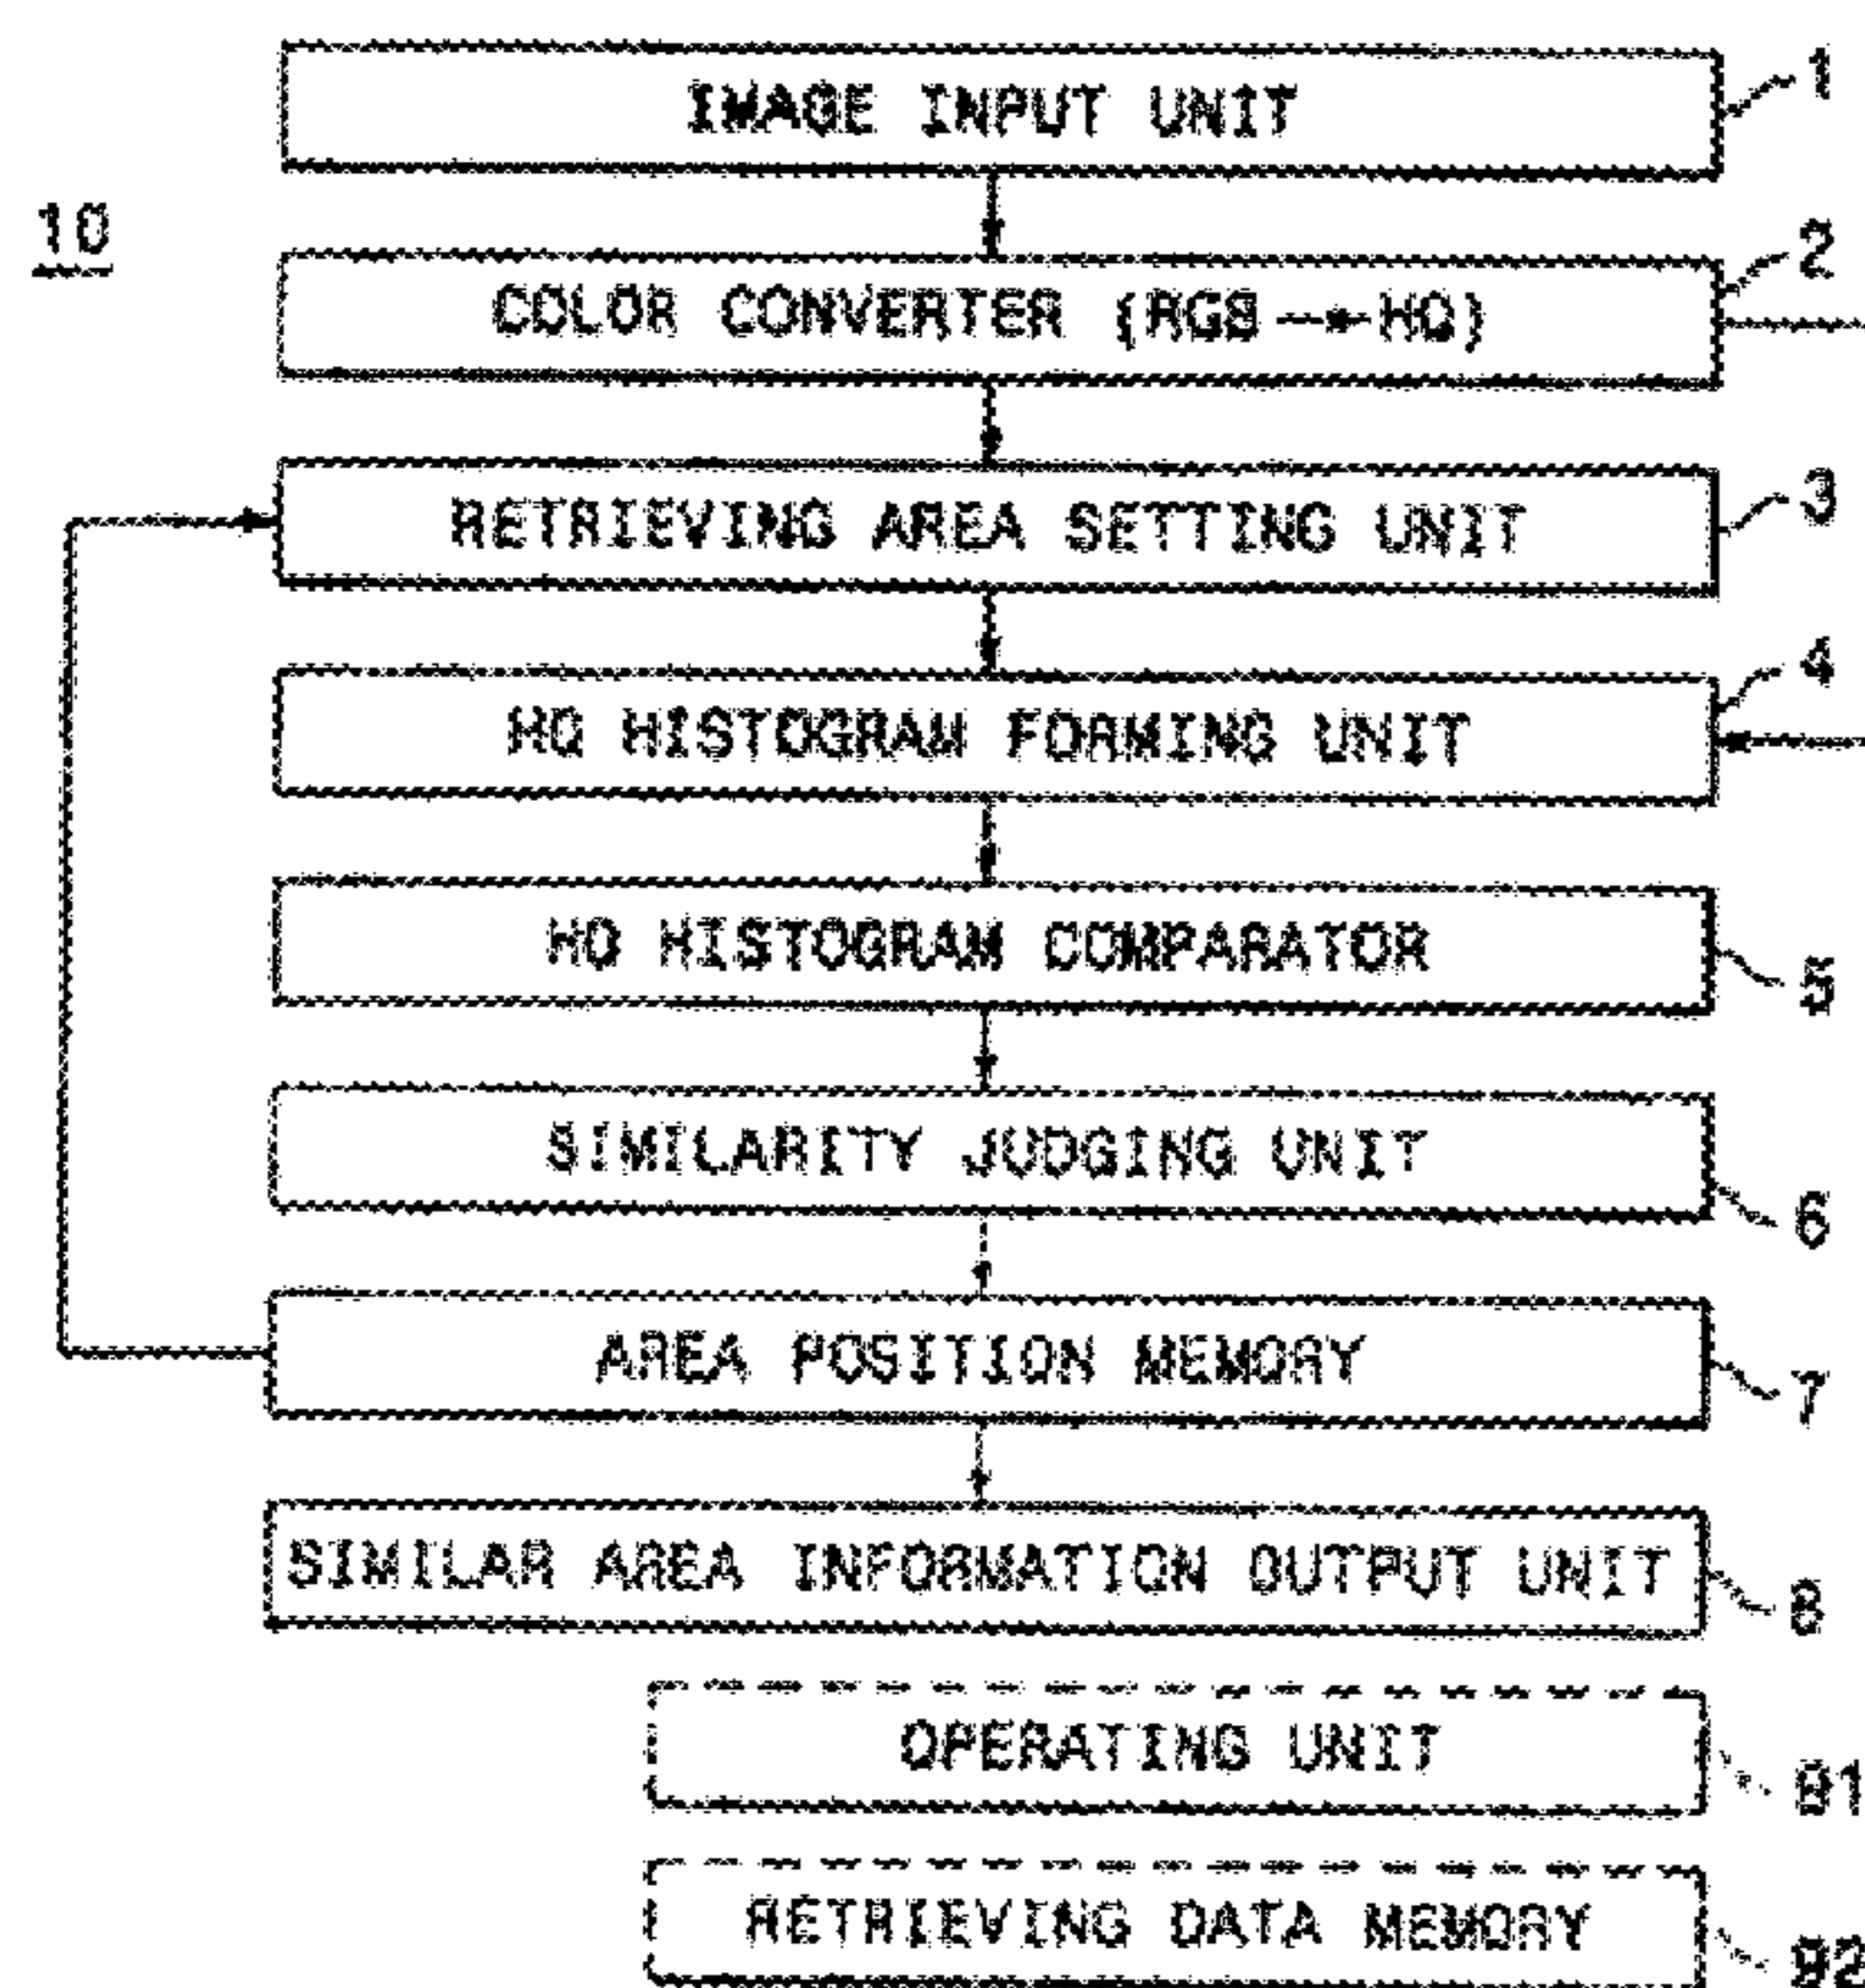 IMAGE INPUT UNIT
1
10
COLOR CONVERTER (RGB→HQ)
2
RETRIEVING AREA SETTING UNIT
3
HQ HISTOGRAM FORMING UNIT
4
HQ HISTOGRAM COMPARATOR
5
SIMILARITY JUDGING UNIT
6
AREA POSITION MEMORY
7
SIMILAR AREA INFORMATION OUTPUT UNIT
8
OPERATING UNIT
91
RETRIEVING DATA MEMORY
92